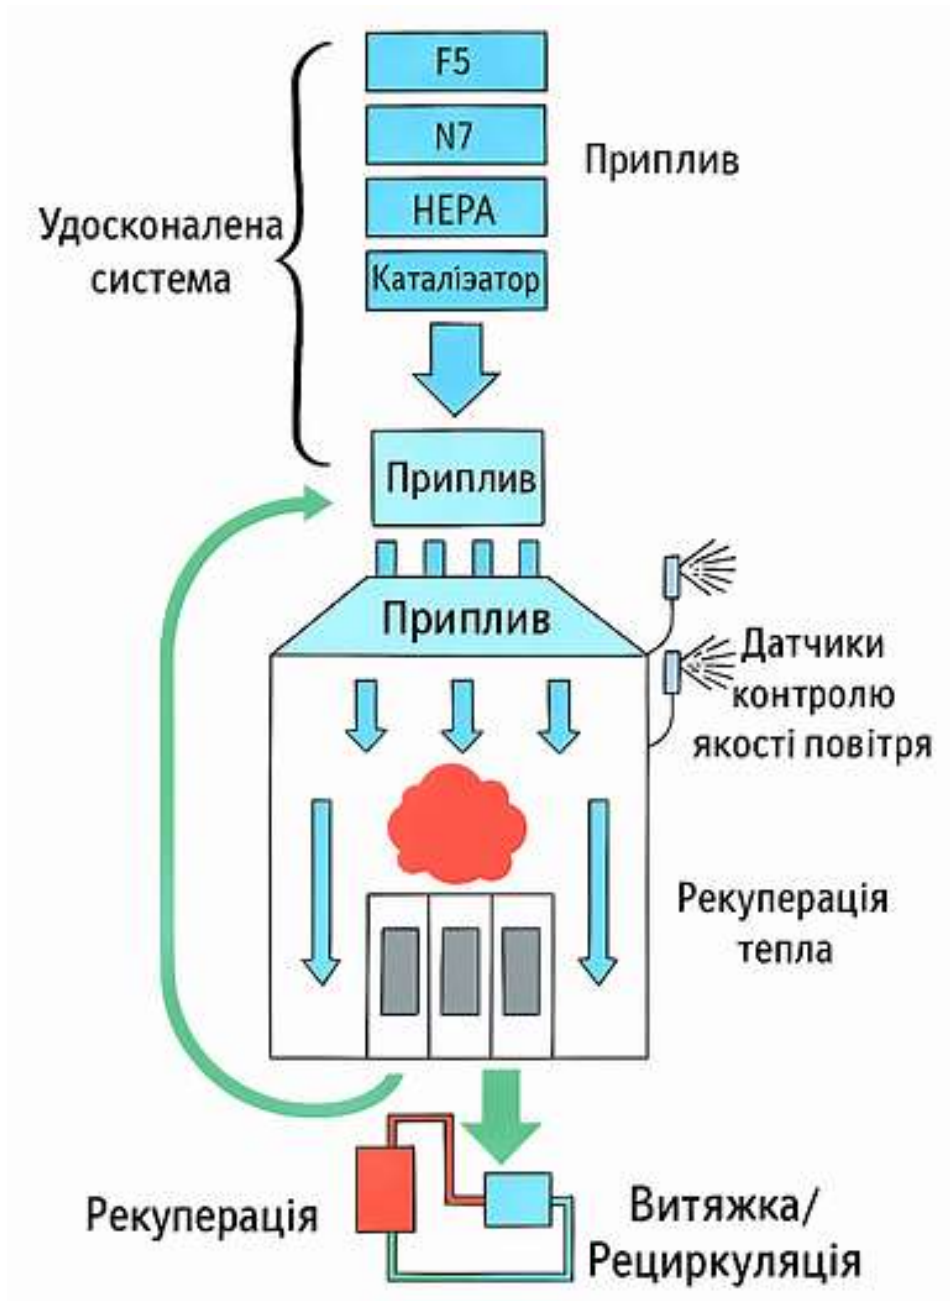 F5
N7
Приплив
HEPA
Удосконалена
система
Каталізатор
Приплив
Приплив
Датчики
контролю
якості повітря
Рекуперація
тепла
Рекуперація
Витяжка/
Рециркуляція